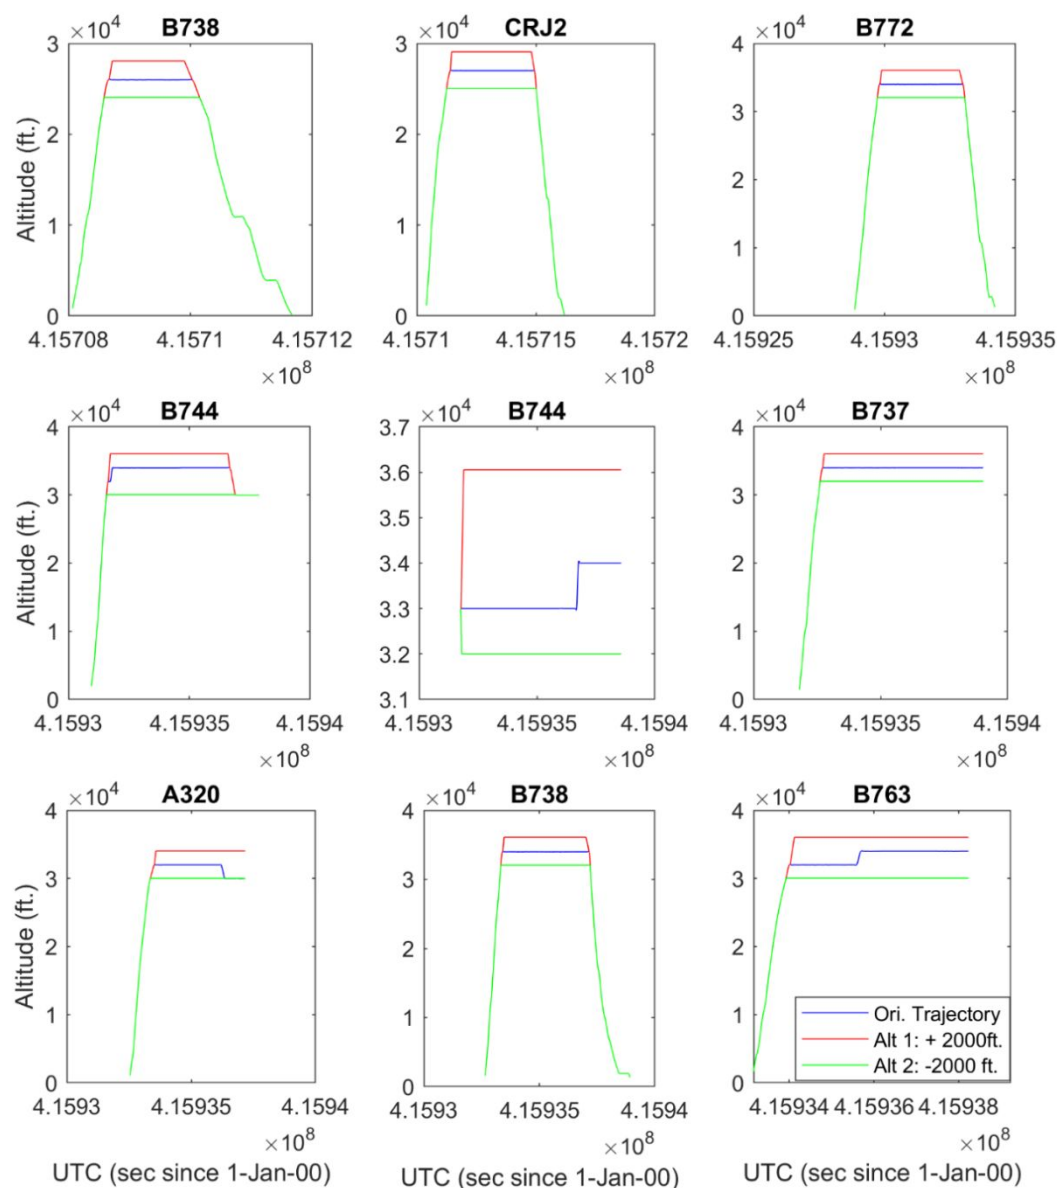 B738 CRJ2 B772
×10⁴ ×10⁴ ×10⁴
3 3 4
3
2 2
2
1 1
1
0 0 0
Altitude (ft.)
4.15708 4.1571 4.15712 4.1571 4.15715 4.1572 4.15925 4.1593 4.15935
×10⁸ ×10⁸ ×10⁸
B744 B744 B737
×10⁴ ×10⁴ ×10⁴
4 3.7 4
3.6
3 3.5 3
3.4
2 2
3.3
1 3.2 1
0 3.1 0
Altitude (ft.)
4.1593 4.15935 4.1594 4.1593 4.15935 4.1594 4.1593 4.15935 4.1594
×10⁸ ×10⁸ ×10⁸
A320 B738 B763
×10⁴ ×10⁴ ×10⁴
4 4 4
3 3 3
2 2 2
1 1 1
0 0 0
Altitude (ft.)
Ori. Trajectory
Alt 1: + 2000ft.
Alt 2: -2000 ft.
4.1593 4.15935 4.1594 4.1593 4.15935 4.1594 4.15934 4.15936 4.15938
×10⁸ ×10⁸ ×10⁸
UTC (sec since 1-Jan-00) UTC (sec since 1-Jan-00) UTC (sec since 1-Jan-00)